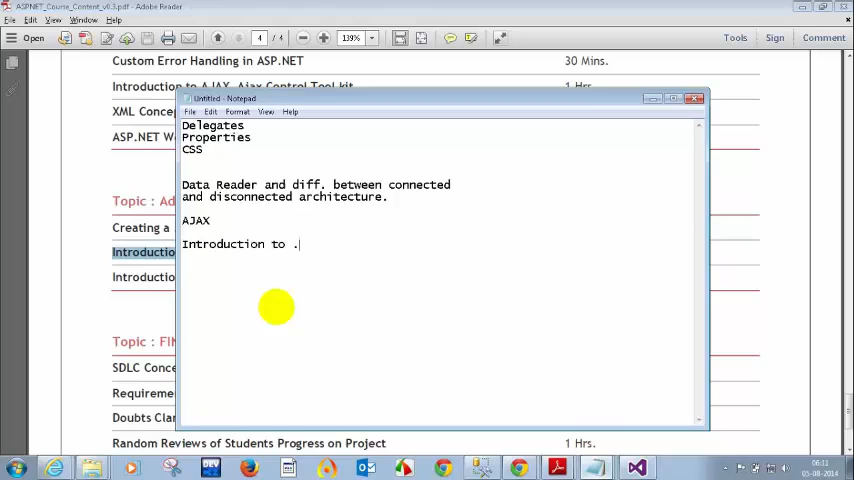 ASPNET_Course_Content_v0.3.pdf - Adobe Reader
File Edit View Window Help
Open 4 / 4 139% Tools Sign Comment
Custom Error Handling in ASP.NET 30 Mins.
Introduction to AJAX, Ajax Control Tool kit 1 Hrs.
XML Conce
ASP.NET W
Untitled - Notepad
File Edit Format View Help
Delegates
Properties
CSS
Data Reader and diff. between connected
and disconnected architecture.
AJAX
Introduction to .
Topic : Ad
Creating a
Introductio
Introduction
Topic : FIN
SDLC Conce
Requireme
Doubts Clar
Random Reviews of Students Progress on Project 1 Hrs.
DEV
06:11
05-08-2014